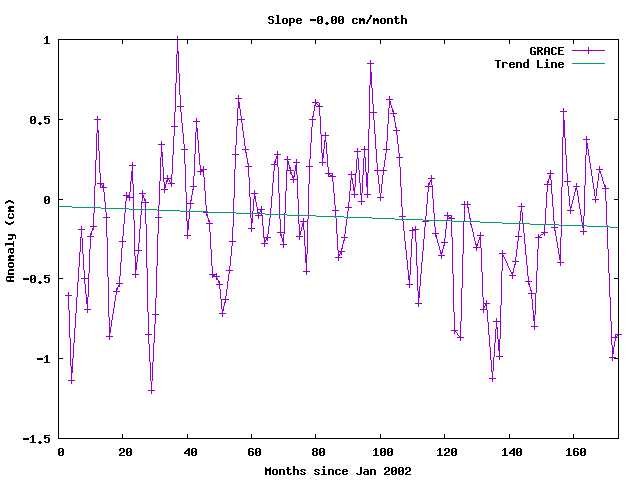 Slope -0.00 cm/month
GRACE
Trend Line
1
0.5
0
-0.5
-1
-1.5
Anomaly (cm)
0 20 40 60 80 100 120 140 160
Months since Jan 2002